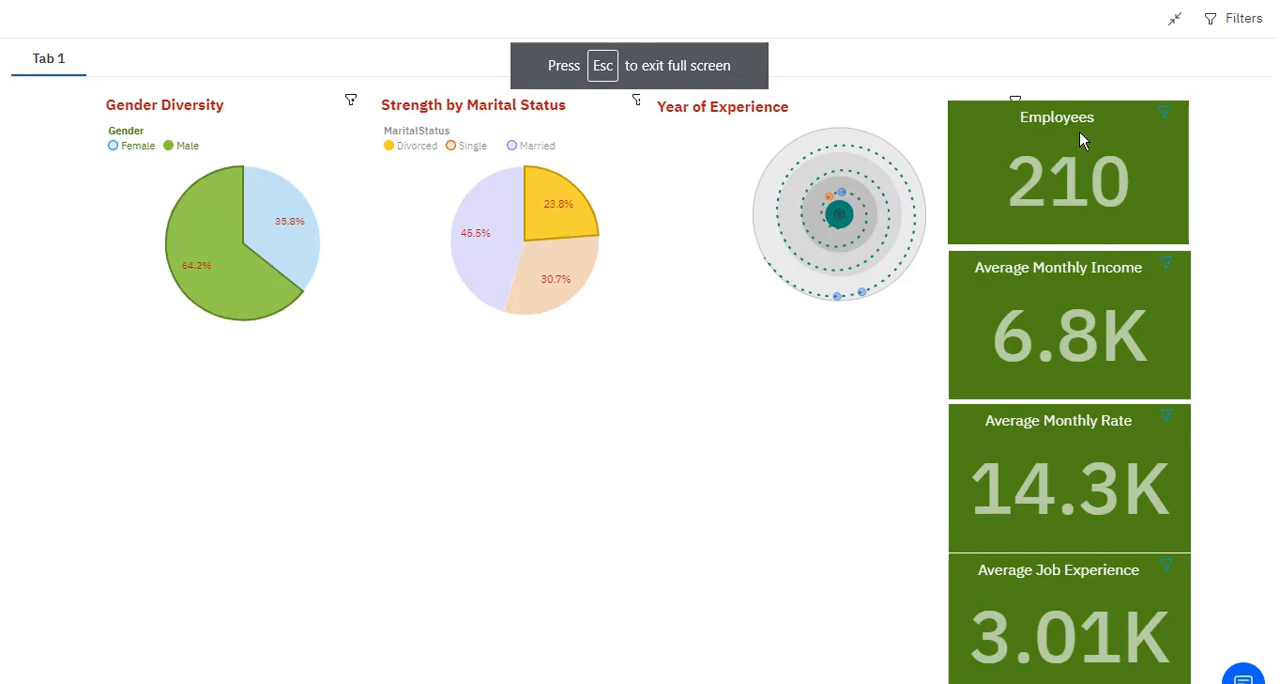 Filters
Tab 1
Press Esc to exit full screen
Gender Diversity
Gender
Female Male
35.8%
64.2%
Strength by Marital Status
MaritalStatus
Divorced Single Married
23.8%
45.5%
30.7%
Year of Experience
Employees
210
Average Monthly Income
6.8K
Average Monthly Rate
14.3K
Average Job Experience
3.01K